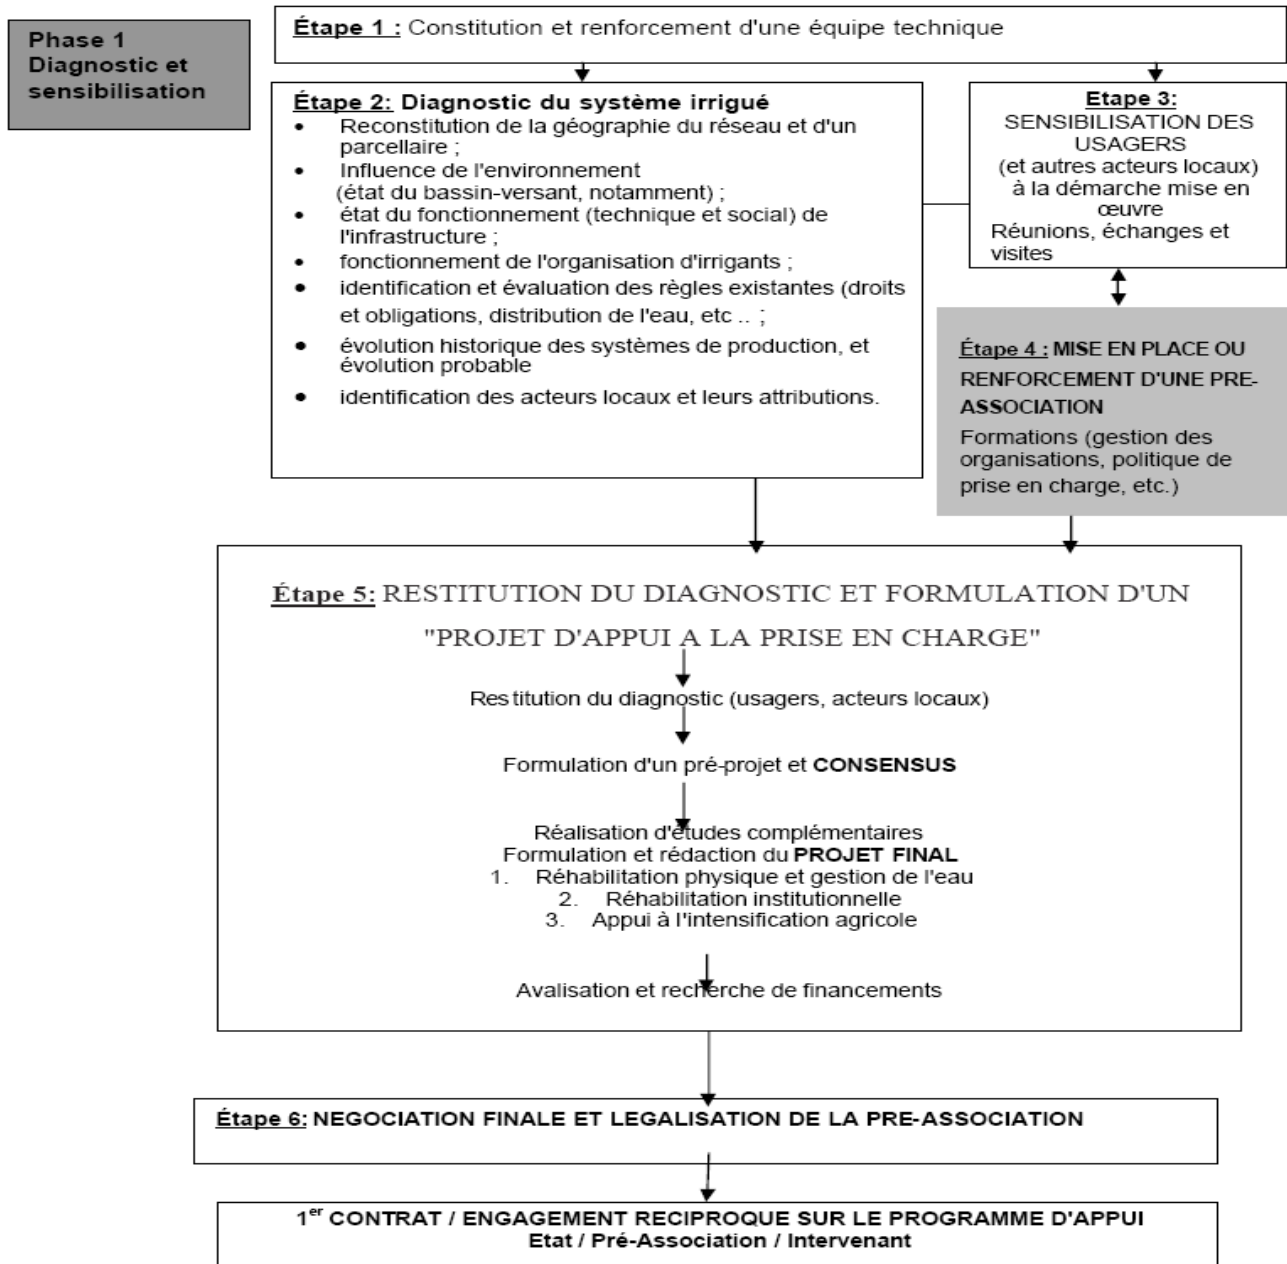 Phase 1
Diagnostic et
sensibilisation
Étape 1 : Constitution et renforcement d'une équipe technique
Étape 2: Diagnostic du système irrigué
• Reconstitution de la géographie du réseau et d'un
parcellaire ;
• Influence de l'environnement
(état du bassin-versant, notamment) ;
• état du fonctionnement (technique et social) de
l'infrastructure ;
• fonctionnement de l'organisation d'irrigants ;
• identification et évaluation des règles existantes (droits
et obligations, distribution de l'eau, etc .. ;
• évolution historique des systèmes de production, et
évolution probable
• identification des acteurs locaux et leurs attributions.
Etape 3:
SENSIBILISATION DES
USAGERS
(et autres acteurs locaux)
à la démarche mise en
œuvre
Réunions, échanges et
visites
Étape 4 : MISE EN PLACE OU
RENFORCEMENT D'UNE PRE-
ASSOCIATION
Formations (gestion des
organisations, politique de
prise en charge, etc.)
Étape 5: RESTITUTION DU DIAGNOSTIC ET FORMULATION D'UN
"PROJET D'APPUI A LA PRISE EN CHARGE"
Restitution du diagnostic (usagers, acteurs locaux)
Formulation d'un pré-projet et CONSENSUS
Réalisation d'études complémentaires
Formulation et rédaction du PROJET FINAL
1. Réhabilitation physique et gestion de l'eau
2. Réhabilitation institutionnelle
3. Appui à l'intensification agricole
Avalisation et recherche de financements
Étape 6: NEGOCIATION FINALE ET LEGALISATION DE LA PRE-ASSOCIATION
1er CONTRAT / ENGAGEMENT RECIPROQUE SUR LE PROGRAMME D'APPUI
Etat / Pré-Association / Intervenant